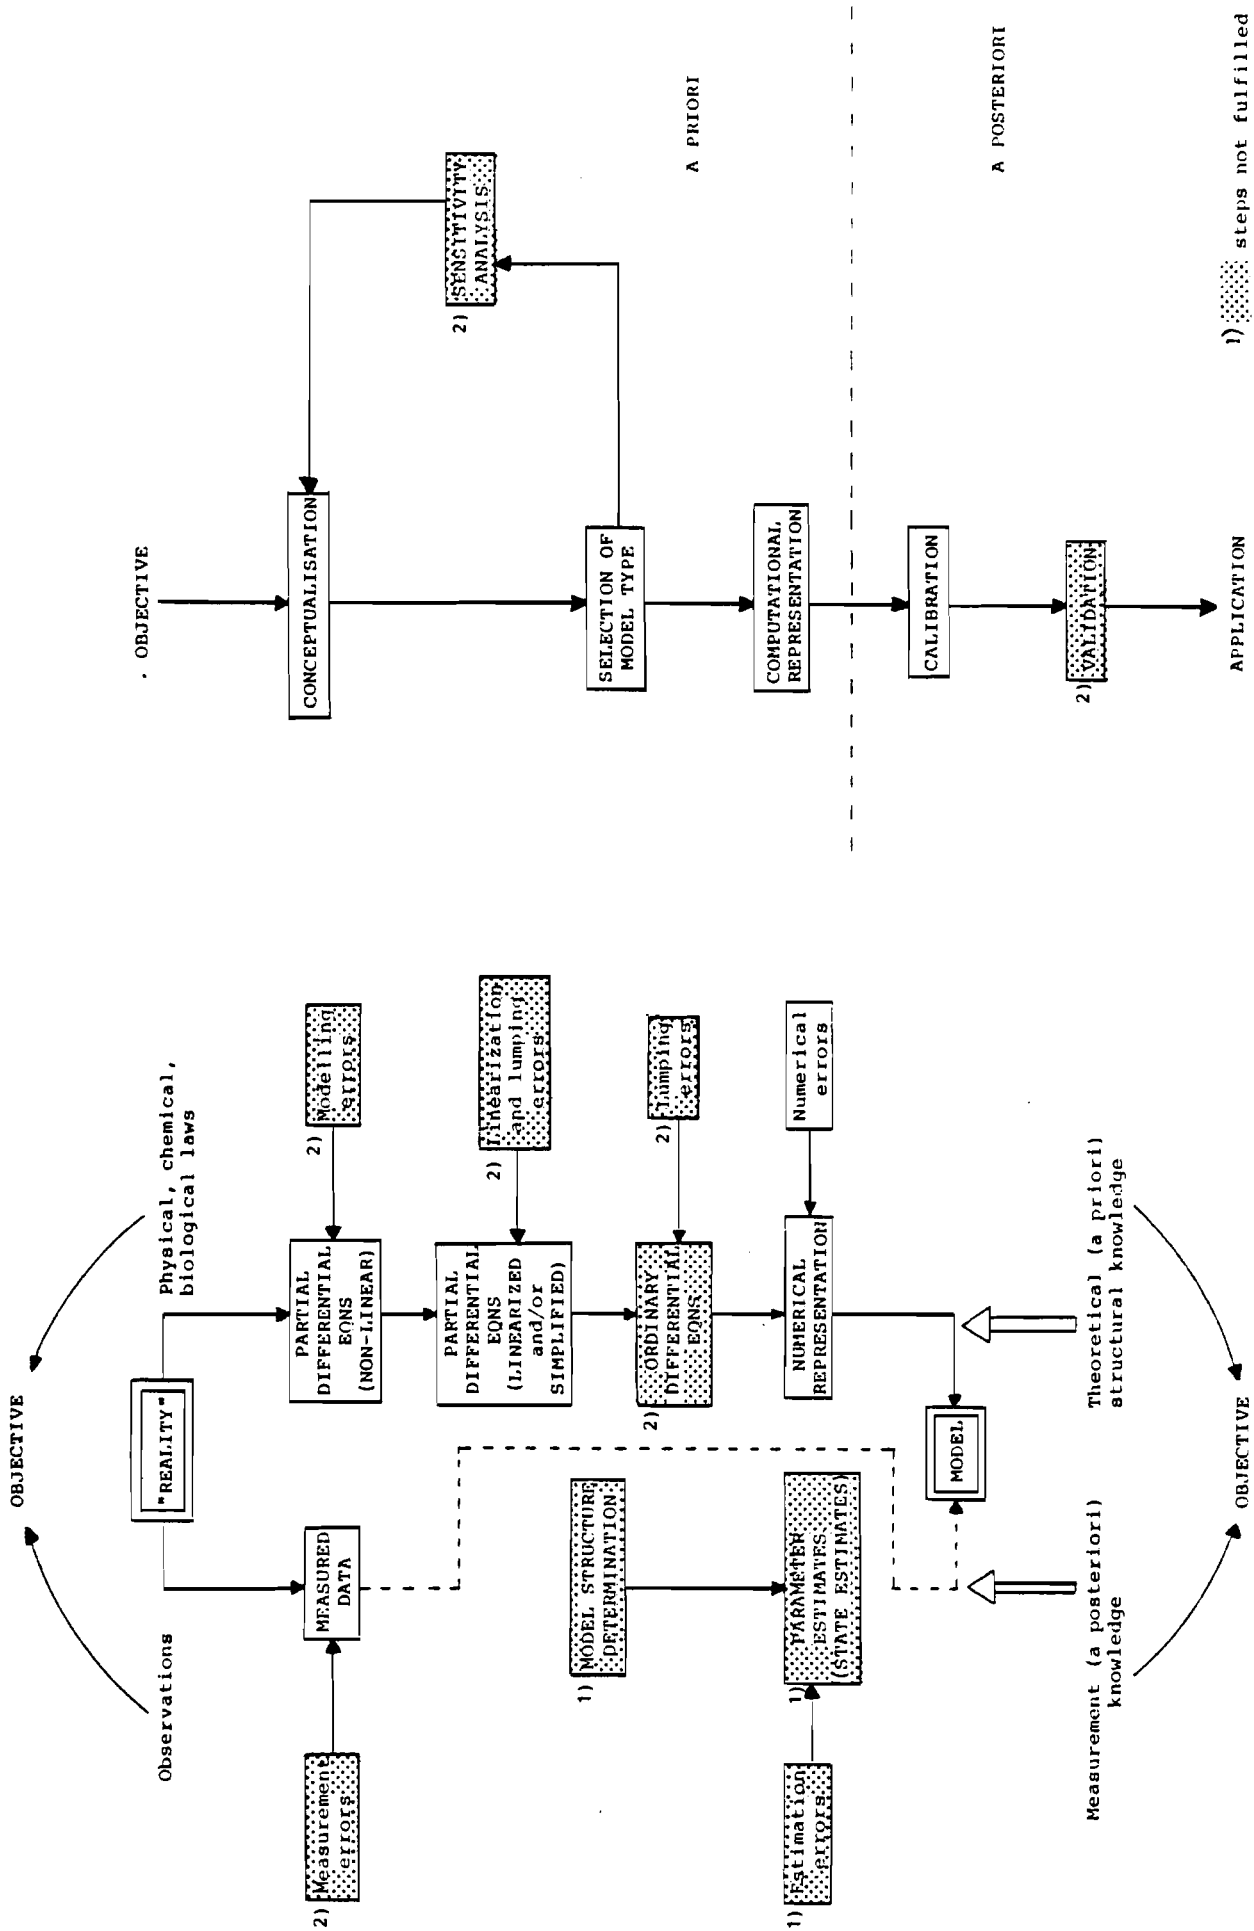 OBJECTIVE
Observations
Physical, chemical,
biological laws
"REALITY"
2) Measurement
errors
MEASURED
DATA
PARTIAL
DIFFERENTIAL
EQNS
(NON-LINEAR)
2) Modelling
errors
PARTIAL
DIFFERENTIAL
EQNS
(LINEARIZED
and/or
SIMPLIFIED)
2) Linearization
and lumping
errors
1) MODEL STRUCTURE
DETERMINATION
2) ORDINARY
DIFFERENTIAL
EQNS
2) Lumping
errors
1) Estimation
errors
1) PARAMETER
ESTIMATES
(STATE ESTIMATES)
NUMERICAL
REPRESENTATION
Numerical
errors
MODEL
Measurement (a posteriori)
knowledge
Theoretical (a priori)
structural knowledge
OBJECTIVE
. OBJECTIVE
CONCEPTUALISATION
2) SENSITIVITY
ANALYSIS
SELECTION OF
MODEL TYPE
A PRIORI
COMPUTATIONAL
REPRESENTATION
CALIBRATION
A POSTERIORI
2) VALIDATION
APPLICATION
1) steps not fulfilled